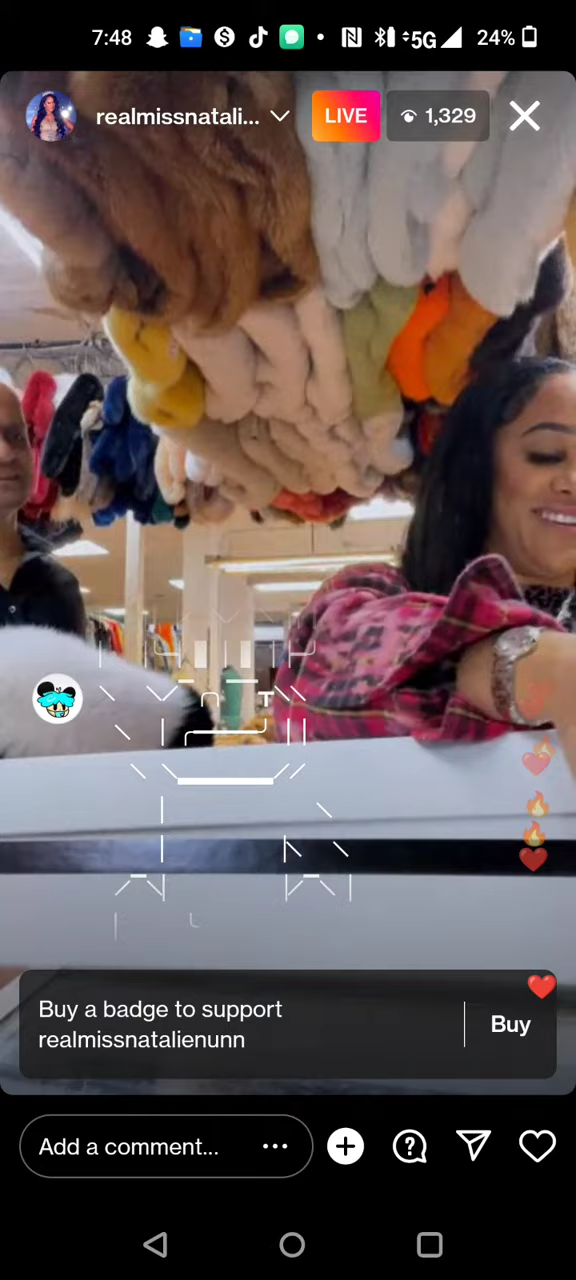 7:48
5G
24%
realmissnatali...
LIVE
1,329
Buy a badge to support
realmissnatalienunn
Buy
Add a comment...